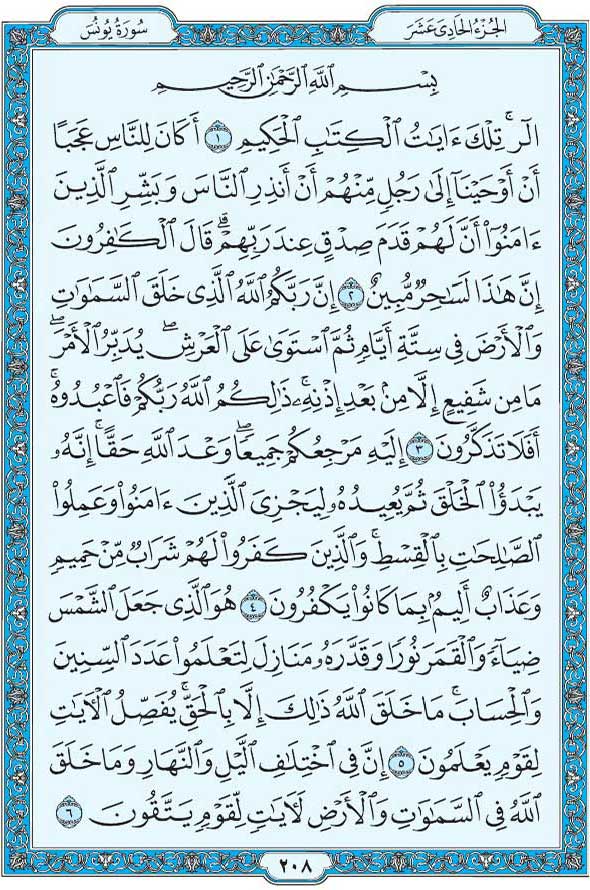 الجزء الحادي عشر
سورة يونس
بِسْمِ ٱللَّهِ ٱلرَّحْمَٰنِ ٱلرَّحِيمِ
الٓرۚ تِلْكَ ءَايَٰتُ ٱلْكِتَٰبِ ٱلْحَكِيمِ ١ أَكَانَ لِلنَّاسِ عَجَبًا
أَنْ أَوْحَيْنَآ إِلَىٰ رَجُلٍ مِّنْهُمْ أَنْ أَنذِرِ ٱلنَّاسَ وَبَشِّرِ ٱلَّذِينَ
ءَامَنُوٓا۟ أَنَّ لَهُمْ قَدَمَ صِدْقٍ عِندَ رَبِّهِمْۗ قَالَ ٱلْكَٰفِرُونَ
إِنَّ هَٰذَا لَسَٰحِرٌ مُّبِينٌ ٢ إِنَّ رَبَّكُمُ ٱللَّهُ ٱلَّذِى خَلَقَ ٱلسَّمَٰوَٰتِ
وَٱلْأَرْضَ فِى سِتَّةِ أَيَّامٍ ثُمَّ ٱسْتَوَىٰ عَلَى ٱلْعَرْشِۖ يُدَبِّرُ ٱلْأَمْرَۖ
مَا مِن شَفِيعٍ إِلَّا مِنۢ بَعْدِ إِذْنِهِۦۚ ذَٰلِكُمُ ٱللَّهُ رَبُّكُمْ فَٱعْبُدُوهُۚ
أَفَلَا تَذَكَّرُونَ ٣ إِلَيْهِ مَرْجِعُكُمْ جَمِيعًاۖ وَعْدَ ٱللَّهِ حَقًّاۚ إِنَّهُۥ
يَبْدَؤُا۟ ٱلْخَلْقَ ثُمَّ يُعِيدُهُۥ لِيَجْزِىَ ٱلَّذِينَ ءَامَنُوا۟ وَعَمِلُوا۟
ٱلصَّٰلِحَٰتِ بِٱلْقِسْطِۚ وَٱلَّذِينَ كَفَرُوا۟ لَهُمْ شَرَابٌ مِّنْ حَمِيمٍ
وَعَذَابٌ أَلِيمٌۢ بِمَا كَانُوا۟ يَكْفُرُونَ ٤ هُوَ ٱلَّذِى جَعَلَ ٱلشَّمْسَ
ضِيَآءً وَٱلْقَمَرَ نُورًا وَقَدَّرَهُۥ مَنَازِلَ لِتَعْلَمُوا۟ عَدَدَ ٱلسِّنِينَ
وَٱلْحِسَابَۚ مَا خَلَقَ ٱللَّهُ ذَٰلِكَ إِلَّا بِٱلْحَقِّۚ يُفَصِّلُ ٱلْءَايَٰتِ
لِقَوْمٍ يَعْلَمُونَ ٥ إِنَّ فِى ٱخْتِلَٰفِ ٱلَّيْلِ وَٱلنَّهَارِ وَمَا خَلَقَ
ٱللَّهُ فِى ٱلسَّمَٰوَٰتِ وَٱلْأَرْضِ لَءَايَٰتٍ لِّقَوْمٍ يَتَّقُونَ ٦
٢٠٨